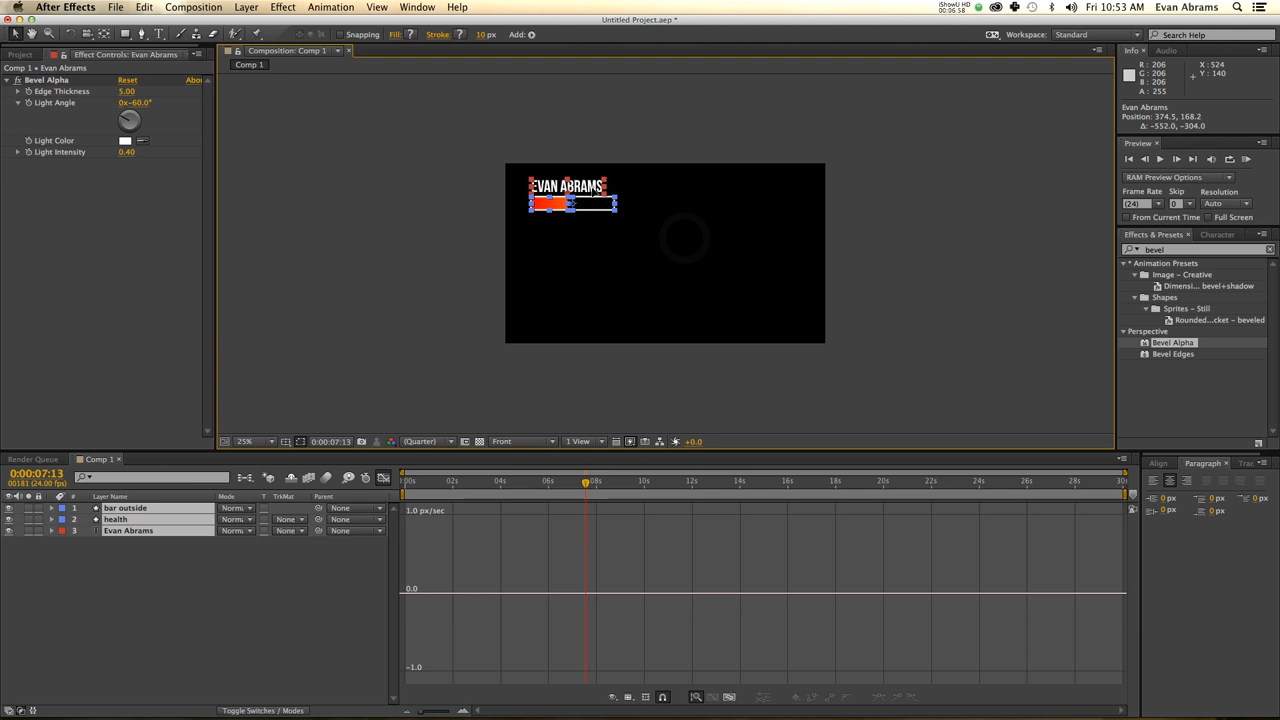 After Effects File Edit Composition Layer Effect Animation View Window Help iShowU HD 00:06:58 Fri 10:53 AM Evan Abrams
Untitled Project.aep *
Snapping Fill: ? Stroke: ? 10 px Add: Workspace: Standard Search Help
Project Effect Controls: Evan Abrams
Comp 1 • Evan Abrams
fx Bevel Alpha Reset Abou
Edge Thickness 5.00
Light Angle 0x-60.0°
Light Color
Light Intensity 0.40
Composition: Comp 1
Comp 1
EVAN ABRAMS
25% 0:00:07:13 (Quarter) Front 1 View +0.0
Info Audio
R: 206 X: 524
G: 206 Y: 140
B: 206
A: 255
Evan Abrams
Position: 374.5, 168.2
Δ: -552.0, -304.0
Preview
RAM Preview Options
Frame Rate Skip Resolution
(24) 0 Auto
From Current Time Full Screen
Effects & Presets Character
bevel
* Animation Presets
Image – Creative
Dimensi... bevel+shadow
Shapes
Sprites – Still
Rounded...cket – beveled
Perspective
Bevel Alpha
Bevel Edges
Render Queue Comp 1
0:00:07:13
00181 (24.00 fps)
# Layer Name Mode T TrkMat Parent
1 bar outside Norm None
2 health Norm None None
3 T Evan Abrams Norm None None
Toggle Switches / Modes
:00s 02s 04s 06s 08s 10s 12s 14s 16s 18s 20s 22s 24s 26s 28s 30s
1.0 px/sec
0.0
-1.0
Align Paragraph Trac
0 px 0 px 0 px
0 px 0 px